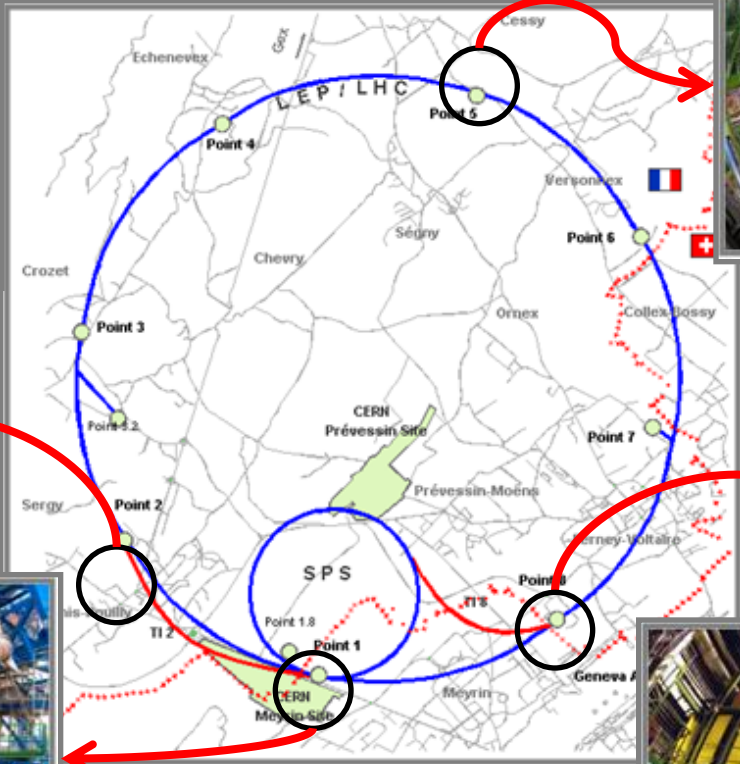 Cessy
Echenevex
Gex
LEP / LHC
Point 5
Point 4
Versonnex
Point 6
Ségny
Chevry
Crozet
Collex-Bossy
Ornex
Point 3
CERN
Prévessin Site
Point 3.2
Point 7
Prévessin-Moëns
Sergy
Point 2
Ferney-Voltaire
SPS
Point 8
TI 8
Point 1.8
TI 2
Point 1
Geneva A
CERN
Meyrin Site
Meyrin